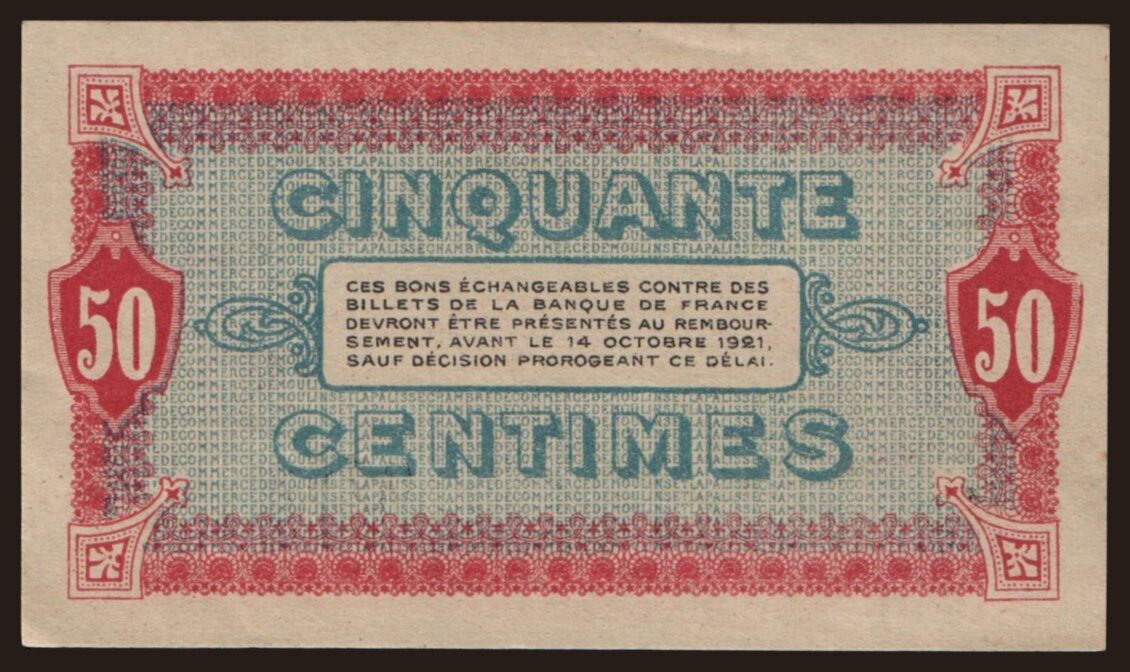 CINQUANTE
50
CES BONS ÉCHANGEABLES CONTRE DES
BILLETS DE LA BANQUE DE FRANCE
DEVRONT ÊTRE PRÉSENTÉS AU REMBOUR-
SEMENT, AVANT LE 14 OCTOBRE 1921,
SAUF DÉCISION PROROGEANT CE DÉLAI.
50
CENTIMES